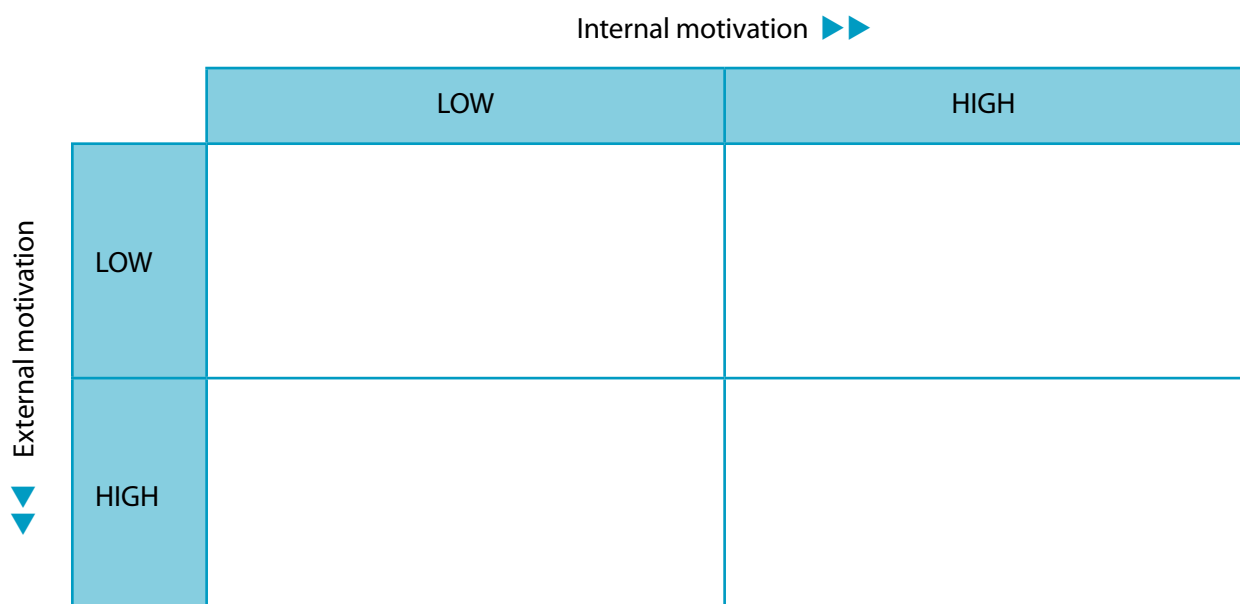 Internal motivation
LOW
HIGH
LOW
External motivation
HIGH